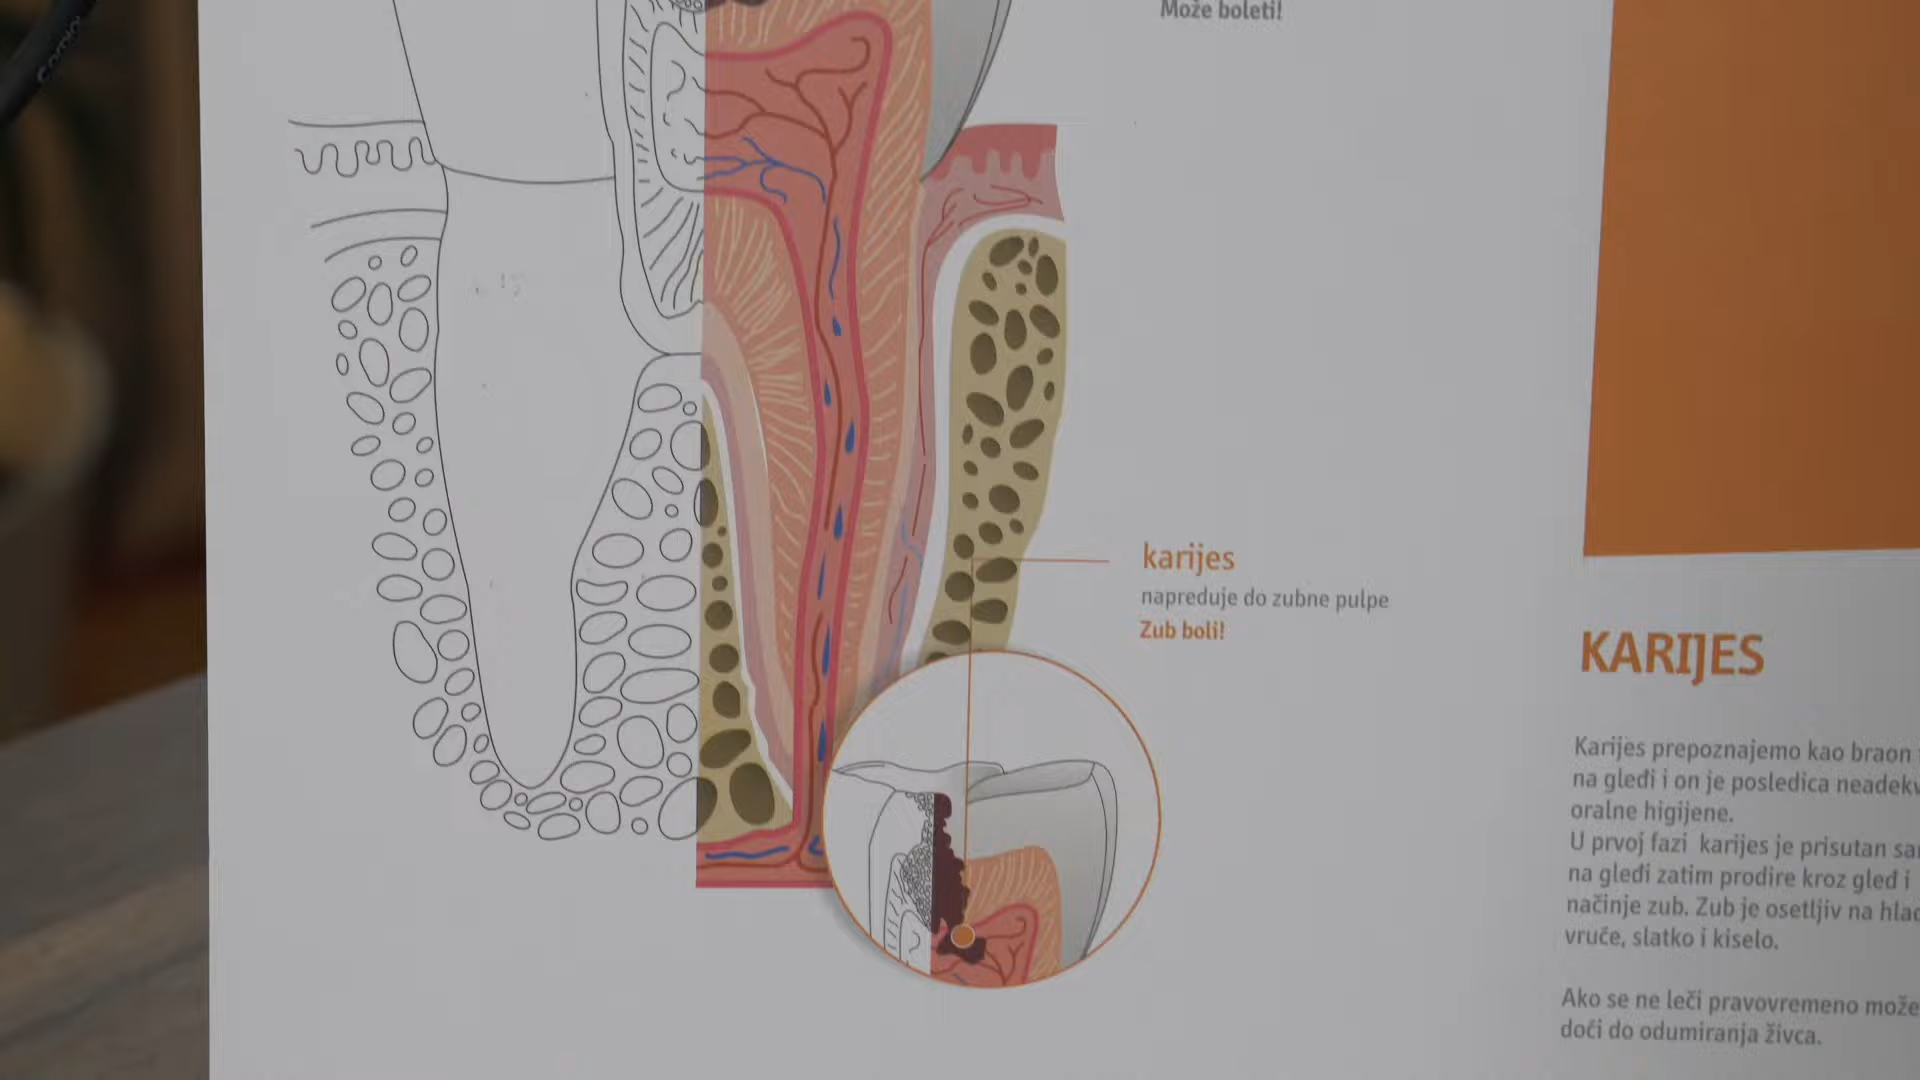 Može boleti!
karijes
napreduje do zubne pulpe
Zub boli!
KARIJES
Karijes prepoznajemo kao braon
na gleđi i on je posledica neadekv
oralne higijene.
U prvoj fazi karijes je prisutan sa
na gleđi zatim prodire kroz gleđ i
načinje zub. Zub je osetljiv na hlad
vruće, slatko i kiselo.
Ako se ne leči pravovremeno može
doći do odumiranja živca.